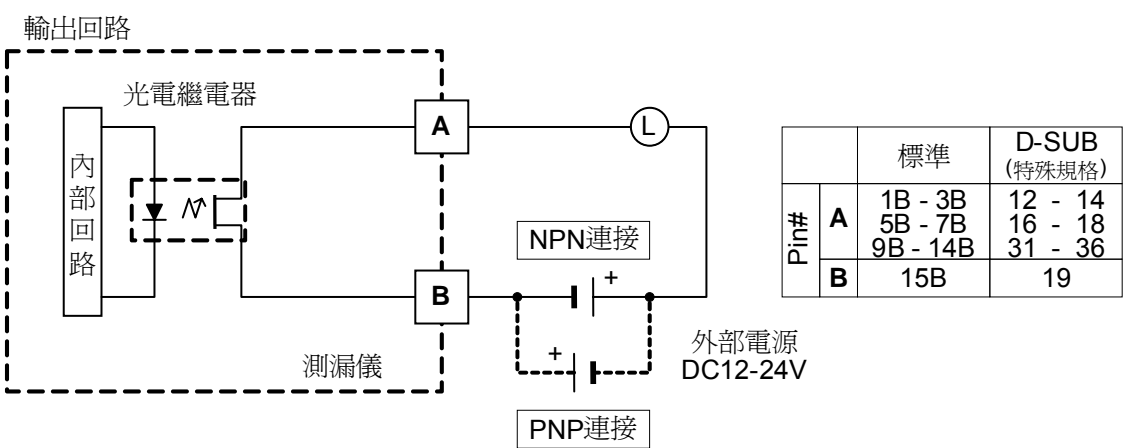 輸出回路
光電繼電器
內部回路
A
L
NPN連接
+
B
+
外部電源
DC12-24V
測漏儀
PNP連接
標準 D-SUB
(特殊規格)
Pin# A 1B - 3B 12 - 14
5B - 7B 16 - 18
9B - 14B 31 - 36
B 15B 19